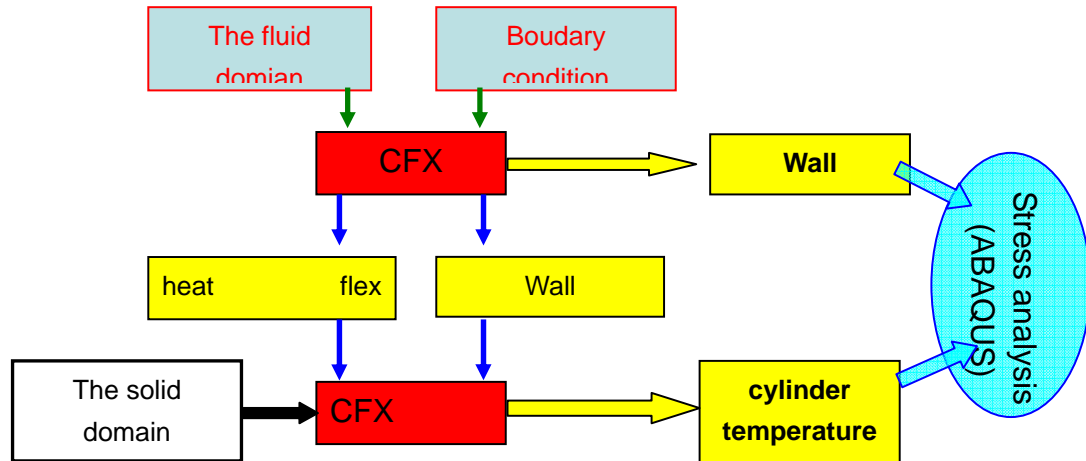 The fluid
domian
Boudary
condition
CFX
Wall
heat flex
Wall
Stress analysis
(ABAQUS)
The solid
domain
CFX
cylinder
temperature